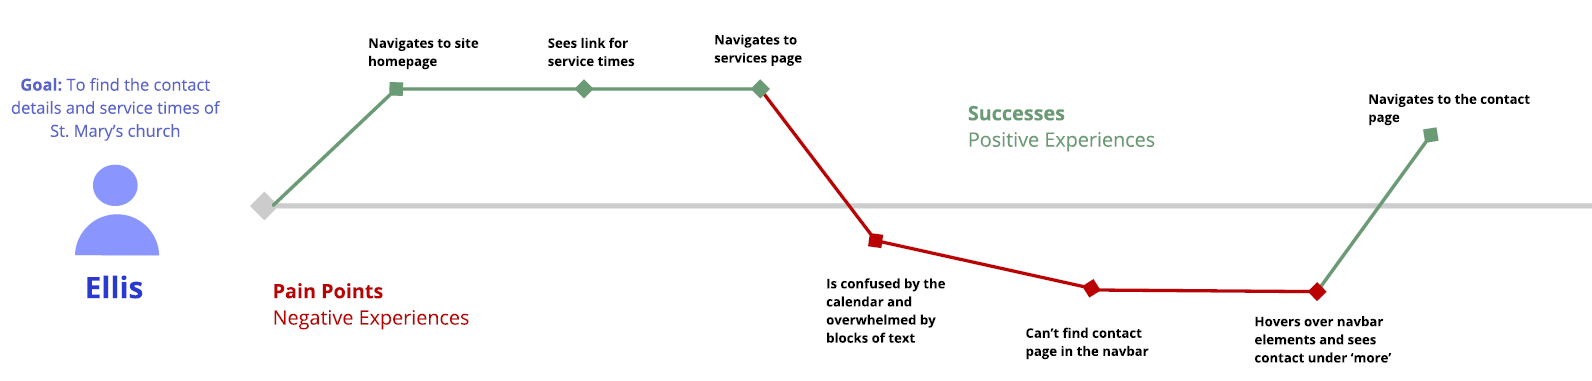 Goal: To find the contact
details and service times of
St. Mary's church
Ellis
Navigates to site
homepage
Sees link for
service times
Navigates to
services page
Successes
Positive Experiences
Navigates to the contact
page
Pain Points
Negative Experiences
Is confused by the
calendar and
overwhelmed by
blocks of text
Can't find contact
page in the navbar
Hovers over navbar
elements and sees
contact under 'more'